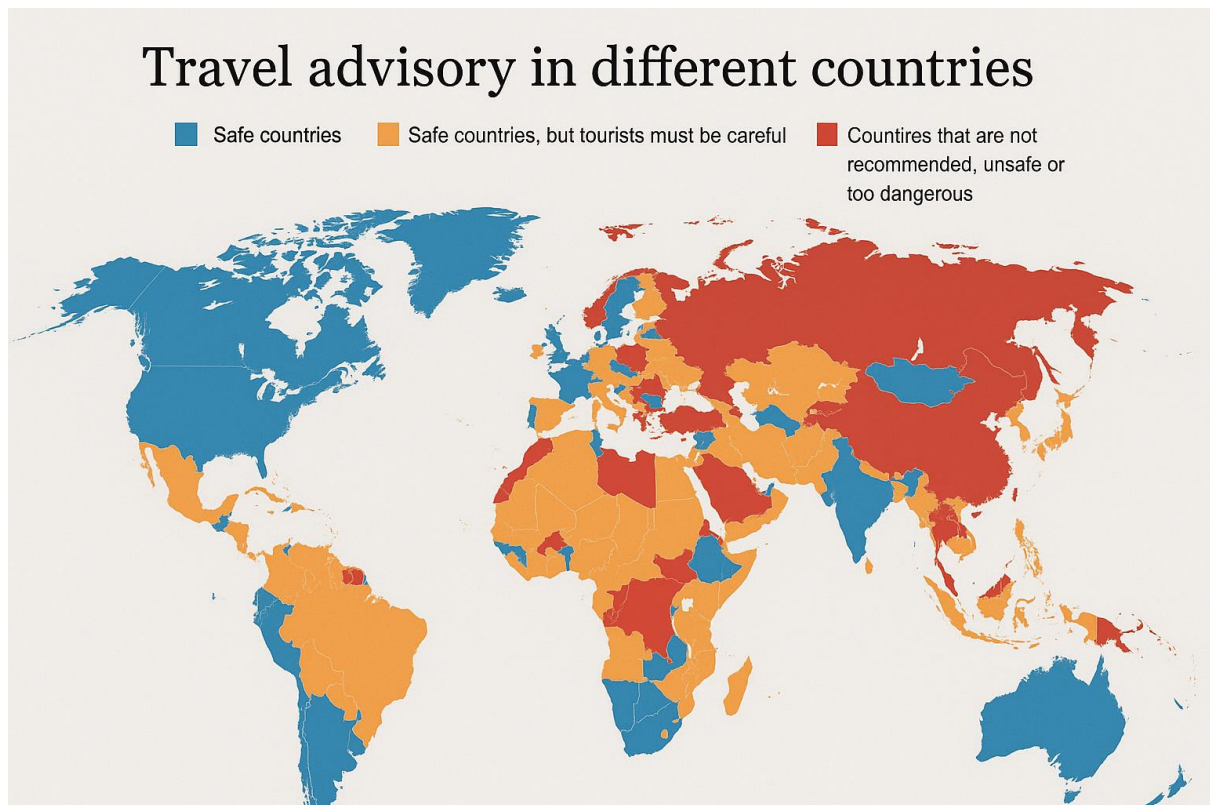 Travel advisory in different countries
Safe countries
Safe countries, but tourists must be careful
Countires that are not
recommended, unsafe or
too dangerous